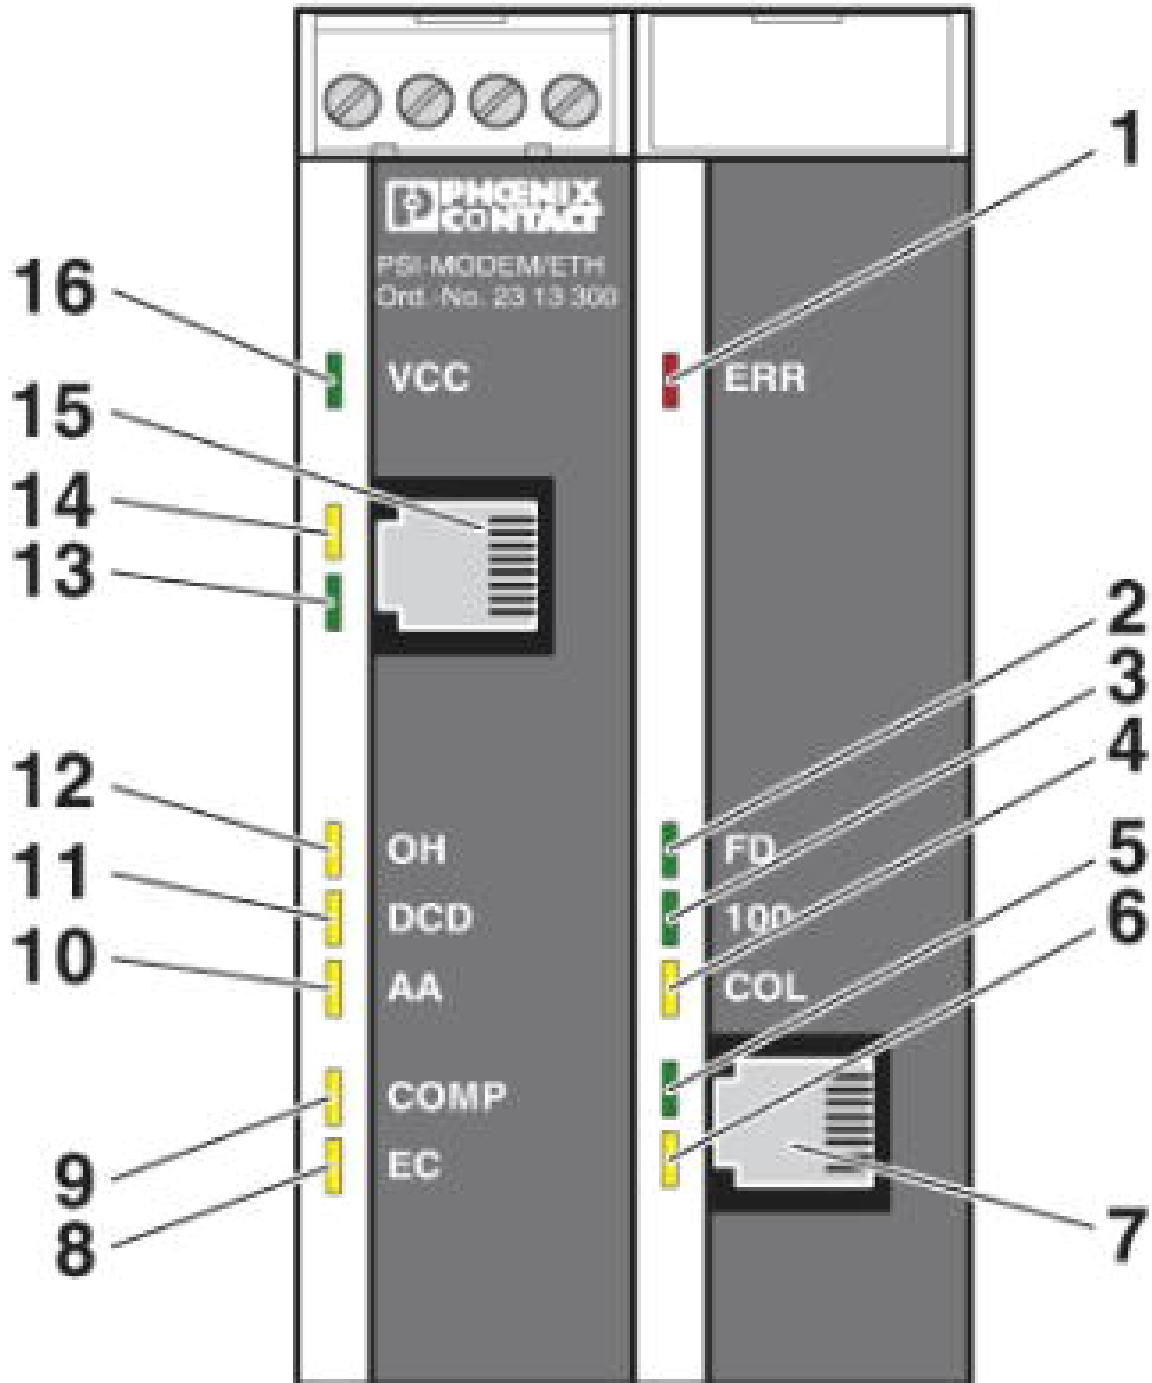 1
PHŒNIX
CONTACT
PSI-MODEM/ETH
Ord.-No. 23 13 300
16
VCC
ERR
15
14
13
2
3
4
12
OH
FD
5
11
DCD
100
6
10
AA
COL
9
COMP
8
EC
7